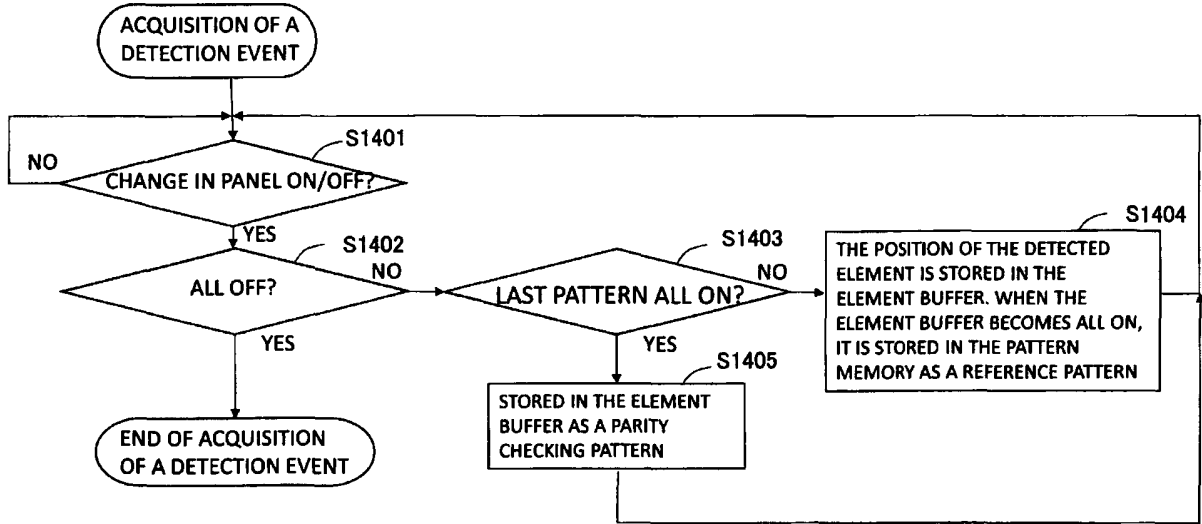 ACQUISITION OF A
DETECTION EVENT
S1401
NO
CHANGE IN PANEL ON/OFF?
YES
S1402
ALL OFF?
NO
YES
S1403
LAST PATTERN ALL ON?
NO
YES
S1404
THE POSITION OF THE DETECTED
ELEMENT IS STORED IN THE
ELEMENT BUFFER. WHEN THE
ELEMENT BUFFER BECOMES ALL ON,
IT IS STORED IN THE PATTERN
MEMORY AS A REFERENCE PATTERN
S1405
STORED IN THE ELEMENT
BUFFER AS A PARITY
CHECKING PATTERN
END OF ACQUISITION
OF A DETECTION EVENT